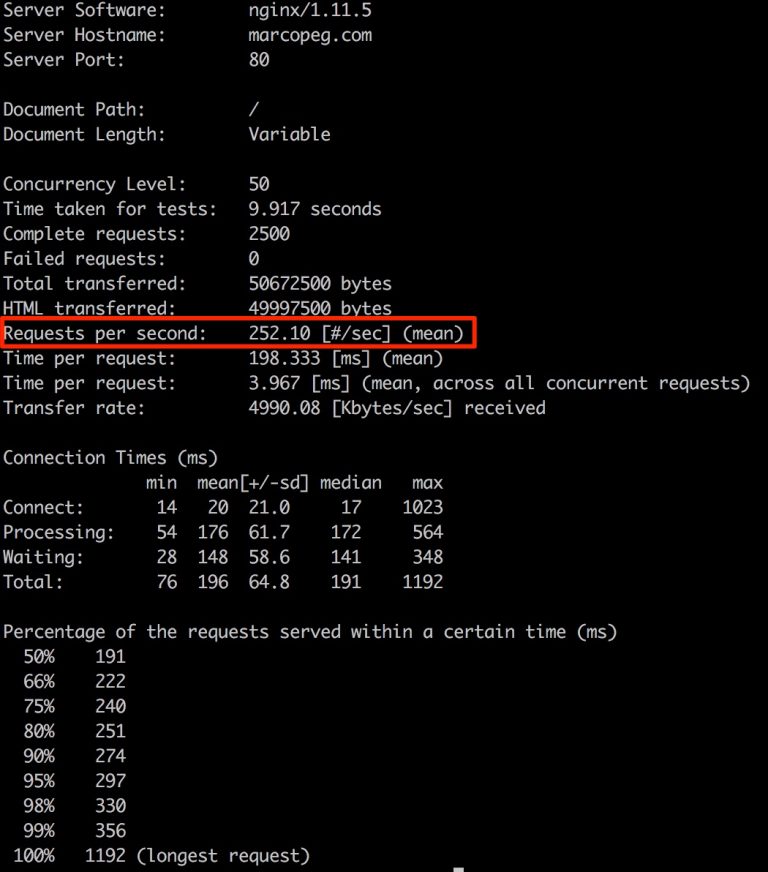 Server Software:        nginx/1.11.5
Server Hostname:        marcopeg.com
Server Port:            80
Document Path:          /
Document Length:        Variable
Concurrency Level:      50
Time taken for tests:   9.917 seconds
Complete requests:      2500
Failed requests:        0
Total transferred:      50672500 bytes
HTML transferred:       49997500 bytes
Requests per second:    252.10 [#/sec] (mean)
Time per request:       198.333 [ms] (mean)
Time per request:       3.967 [ms] (mean, across all concurrent requests)
Transfer rate:          4990.08 [Kbytes/sec] received
Connection Times (ms)
              min  mean[+/-sd] median   max
Connect:       14   20  21.0     17    1023
Processing:    54  176  61.7    172     564
Waiting:       28  148  58.6    141     348
Total:         76  196  64.8    191    1192
Percentage of the requests served within a certain time (ms)
  50%    191
  66%    222
  75%    240
  80%    251
  90%    274
  95%    297
  98%    330
  99%    356
 100%   1192 (longest request)